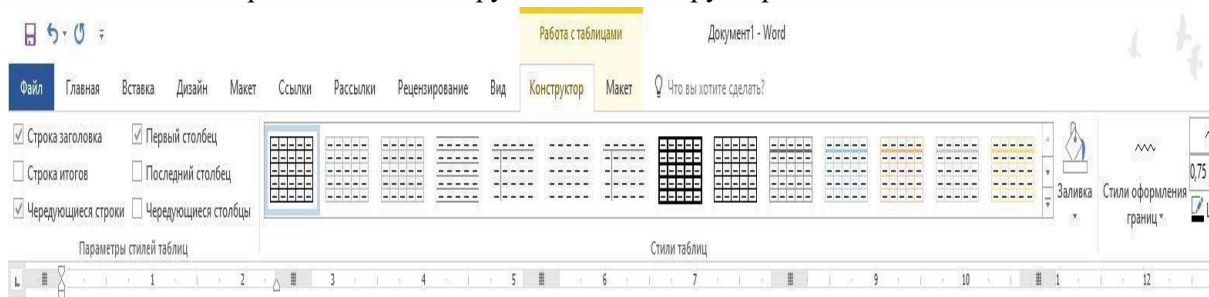 Работа с таблицами
Документ1 - Word
Файл Главная Вставка Дизайн Макет Ссылки Рассылки Рецензирование Вид Конструктор Макет Что вы хотите сделать?
Строка заголовка Первый столбец
Строка итогов Последний столбец
Чередующиеся строки Чередующиеся столбцы
Параметры стилей таблиц
Стили таблиц
Заливка
Стили оформления границ
0,75
L 1 2 3 4 5 6 7 9 10 1 12